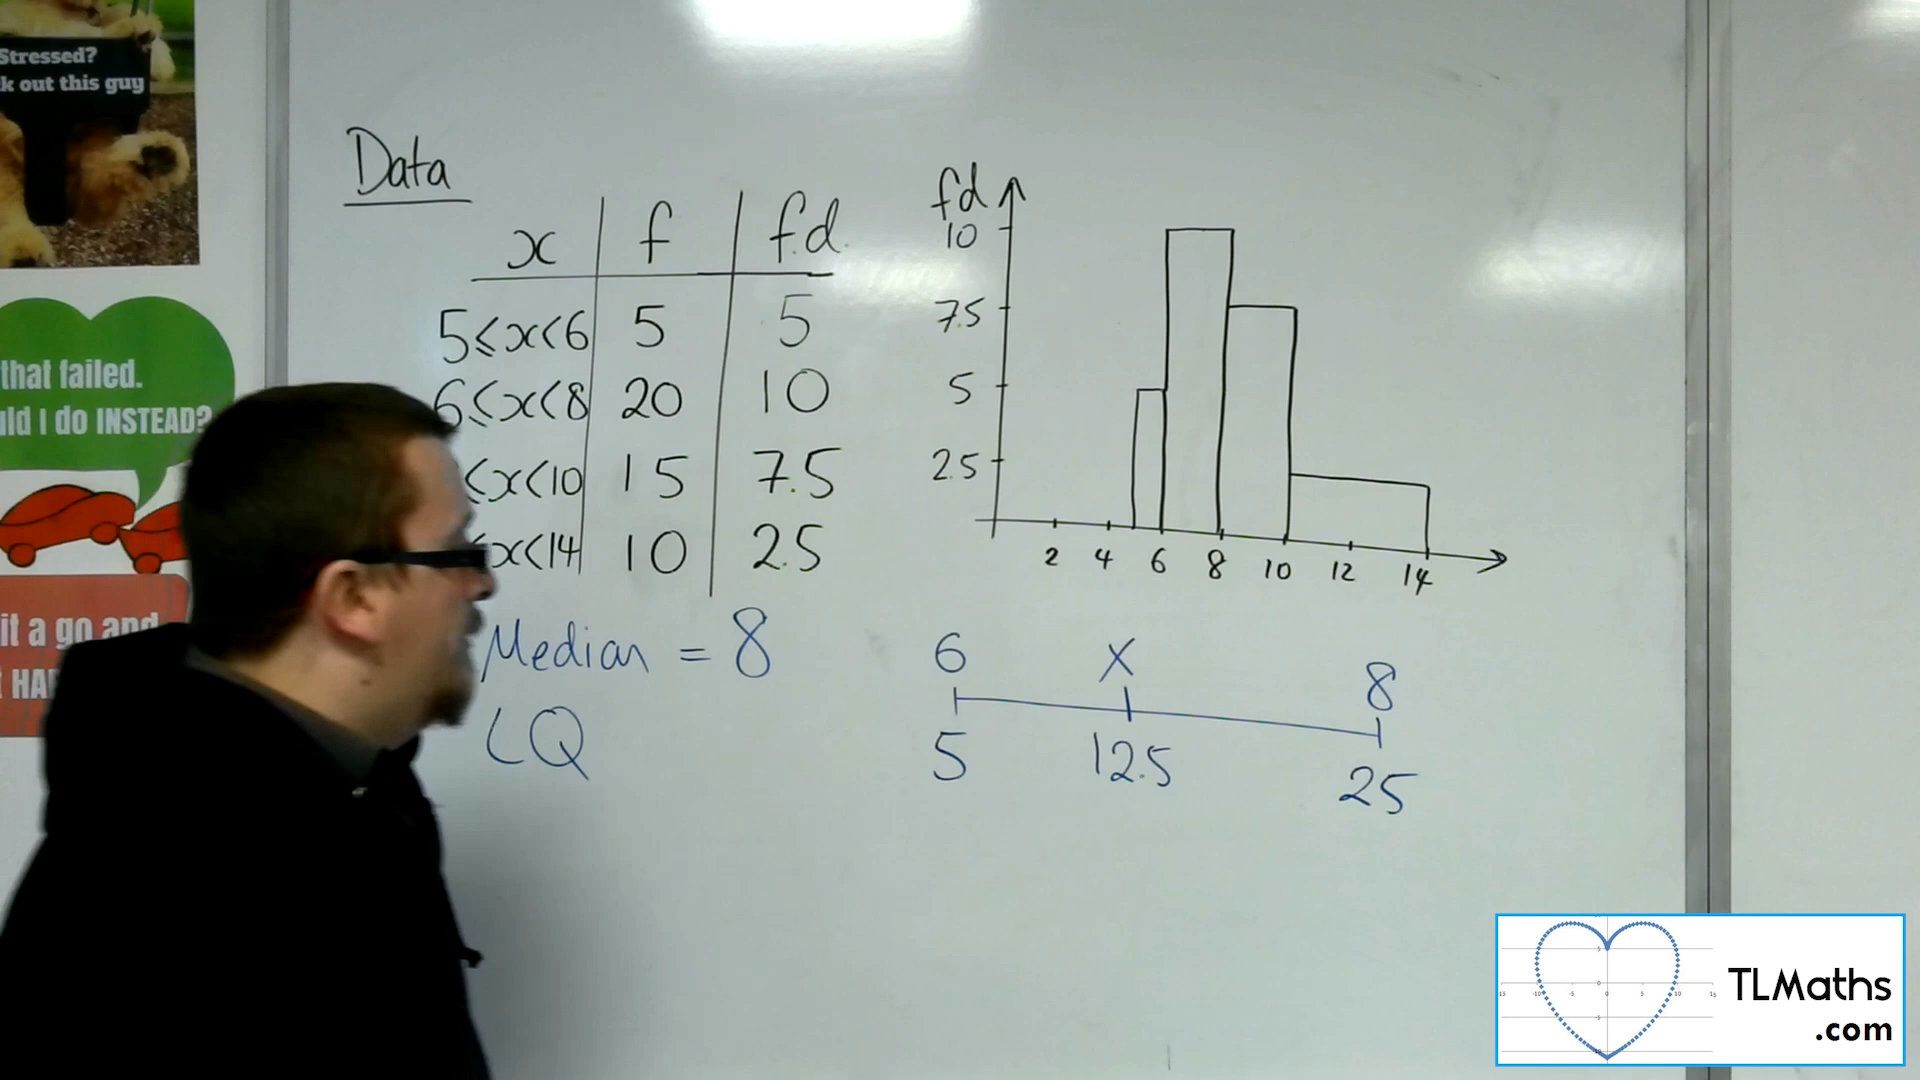 Stressed?
k out this guy
that failed.
uld I do INSTEAD?
it a go and
HA
Data
x f f.d.
5≤x<6 5 5
6≤x<8 20 10
≤x<10 15 7.5
≤x<14 10 2.5
Median = 8
LQ
fd
10
7.5
5
2.5
2 4 6 8 10 12 14
6 x 8
5 12.5 25
TLMaths
.com